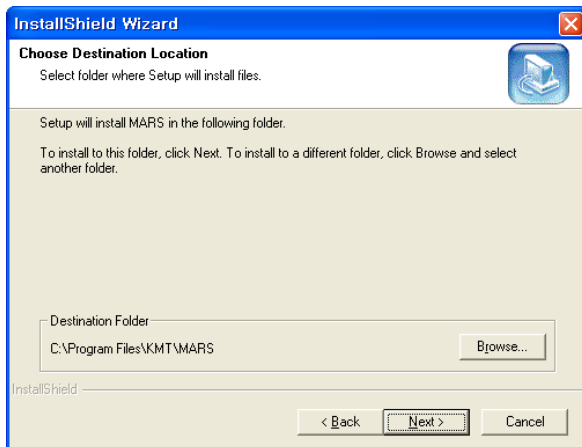 InstallShield Wizard
Choose Destination Location
Select folder where Setup will install files.
Setup will install MARS in the following folder.
To install to this folder, click Next. To install to a different folder, click Browse and select
another folder.
Destination Folder
C:\Program Files\KMT\MARS
Browse...
InstallShield
< Back
Next >
Cancel